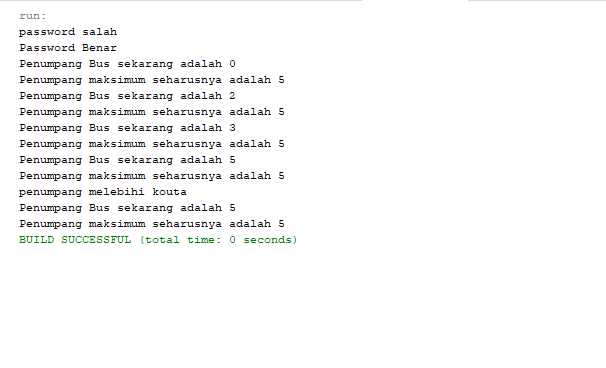 run:
password salah
Password Benar
Penumpang Bus sekarang adalah 0
Penumpang maksimum seharusnya adalah 5
Penumpang Bus sekarang adalah 2
Penumpang maksimum seharusnya adalah 5
Penumpang Bus sekarang adalah 3
Penumpang maksimum seharusnya adalah 5
Penumpang Bus sekarang adalah 5
Penumpang maksimum seharusnya adalah 5
penumpang melebihi kouta
Penumpang Bus sekarang adalah 5
Penumpang maksimum seharusnya adalah 5
BUILD SUCCESSFUL (total time: 0 seconds)